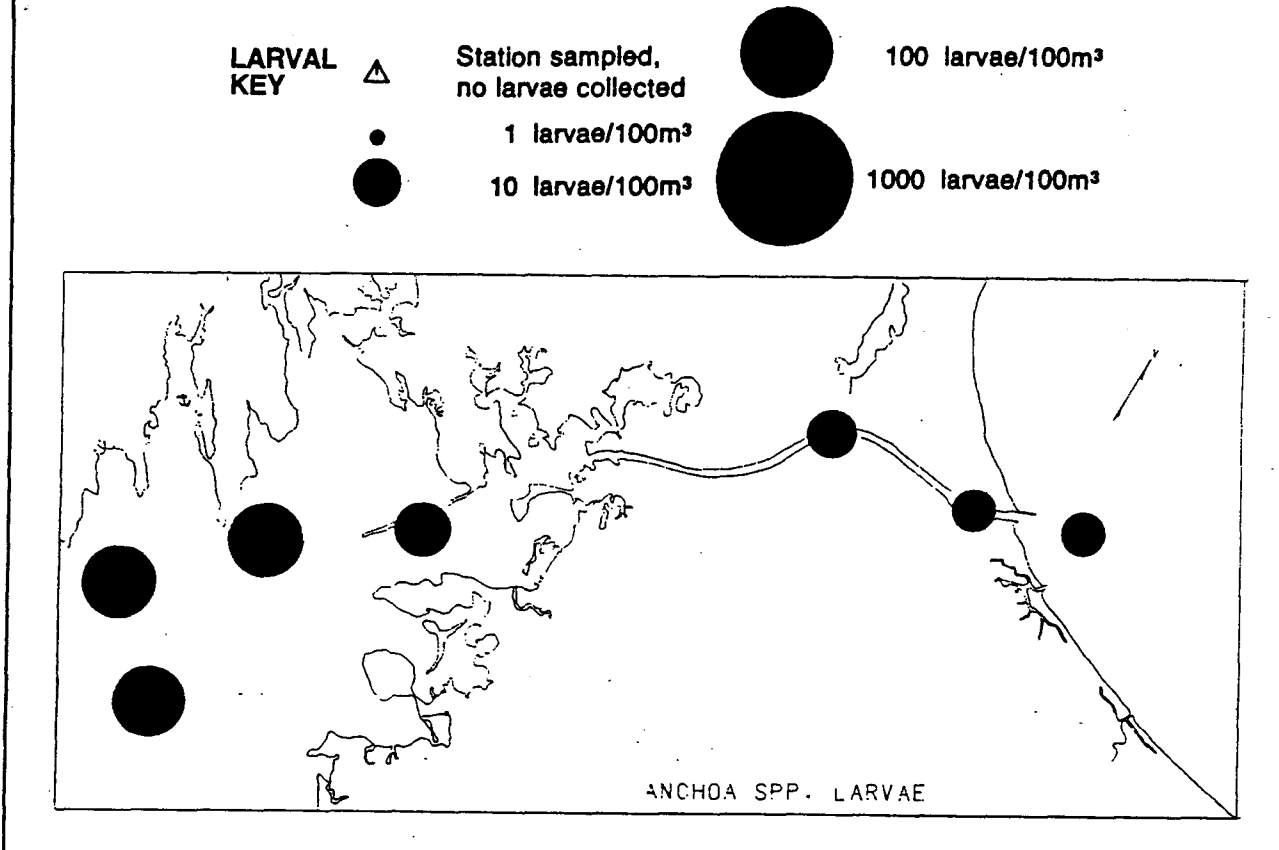 LARVAL
KEY
Station sampled,
no larvae collected
1 larvae/100m³
10 larvae/100m³
100 larvae/100m³
1000 larvae/100m³
ANCHOA SPP. LARVAE